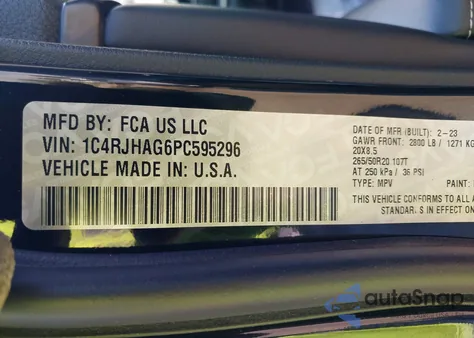 MFD BY: FCA US LLC
VIN: 1C4RJHAG6PC595296
VEHICLE MADE IN: U.S.A.
DATE OF MFR (BUILT): 2-23
GAWR FRONT: 2800 LB / 1271 KG
20X8.5
265/50R20 107T
AT 250 kPa / 36 PSI
TYPE: MPV PAINT:
THIS VEHICLE CONFORMS TO ALL A
STANDAR S IN EFFECT ON
autoSnap